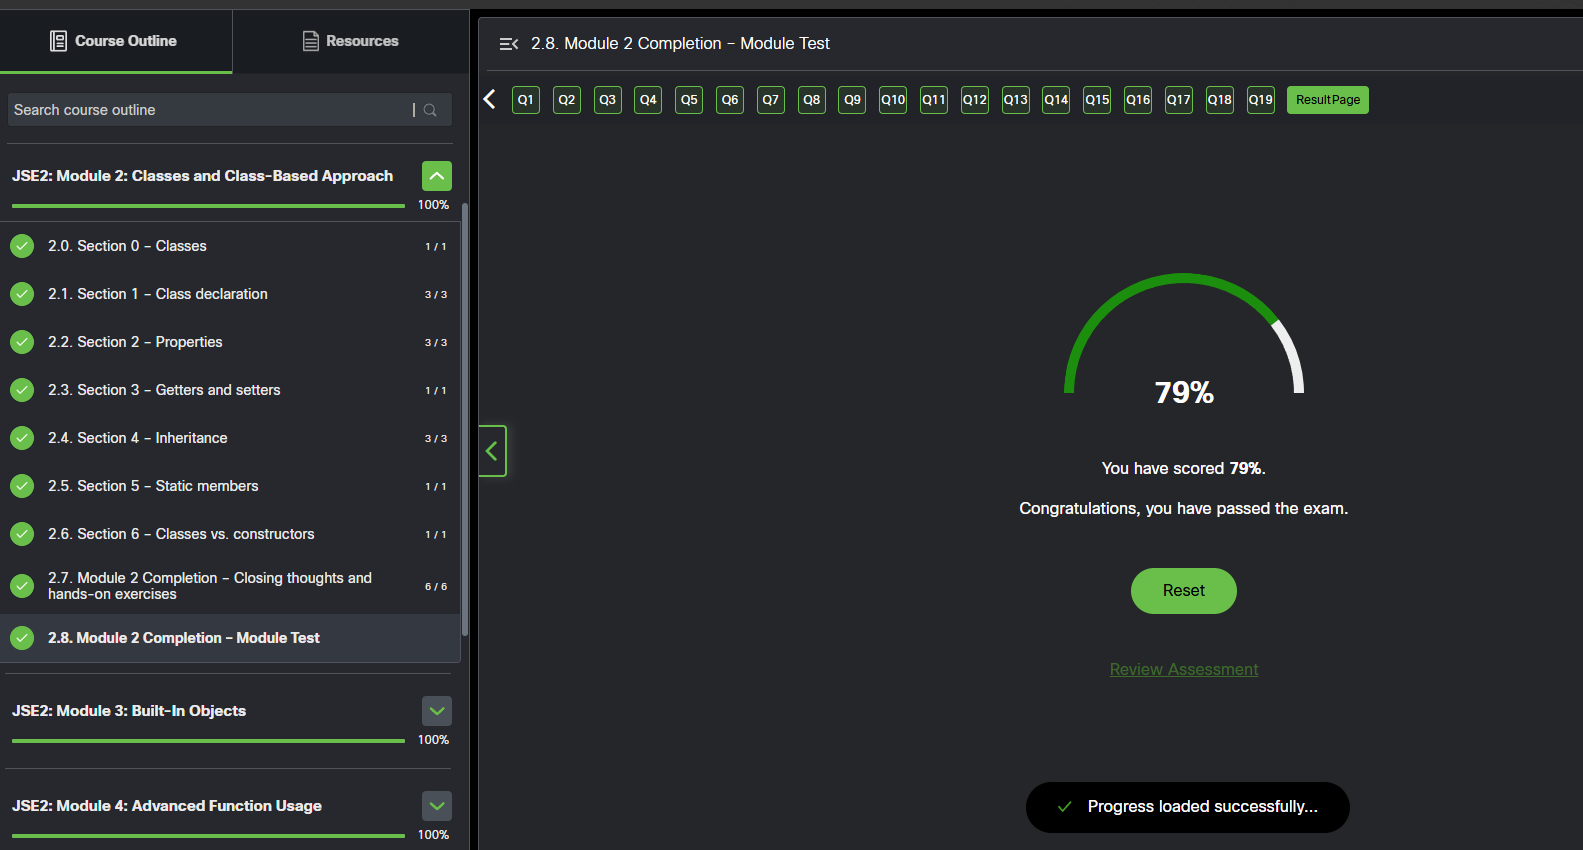 Course Outline
Resources
Search course outline
JSE2: Module 2: Classes and Class-Based Approach
100%
2.0. Section 0 - Classes
1 / 1
2.1. Section 1 - Class declaration
3 / 3
2.2. Section 2 - Properties
3 / 3
2.3. Section 3 - Getters and setters
1 / 1
2.4. Section 4 - Inheritance
3 / 3
2.5. Section 5 - Static members
1 / 1
2.6. Section 6 - Classes vs. constructors
1 / 1
2.7. Module 2 Completion - Closing thoughts and
hands-on exercises
6 / 6
2.8. Module 2 Completion - Module Test
JSE2: Module 3: Built-In Objects
100%
JSE2: Module 4: Advanced Function Usage
100%
2.8. Module 2 Completion - Module Test
Q1 Q2 Q3 Q4 Q5 Q6 Q7 Q8 Q9 Q10 Q11 Q12 Q13 Q14 Q15 Q16 Q17 Q18 Q19 ResultPage
79%
You have scored 79%.
Congratulations, you have passed the exam.
Reset
Review Assessment
Progress loaded successfully...